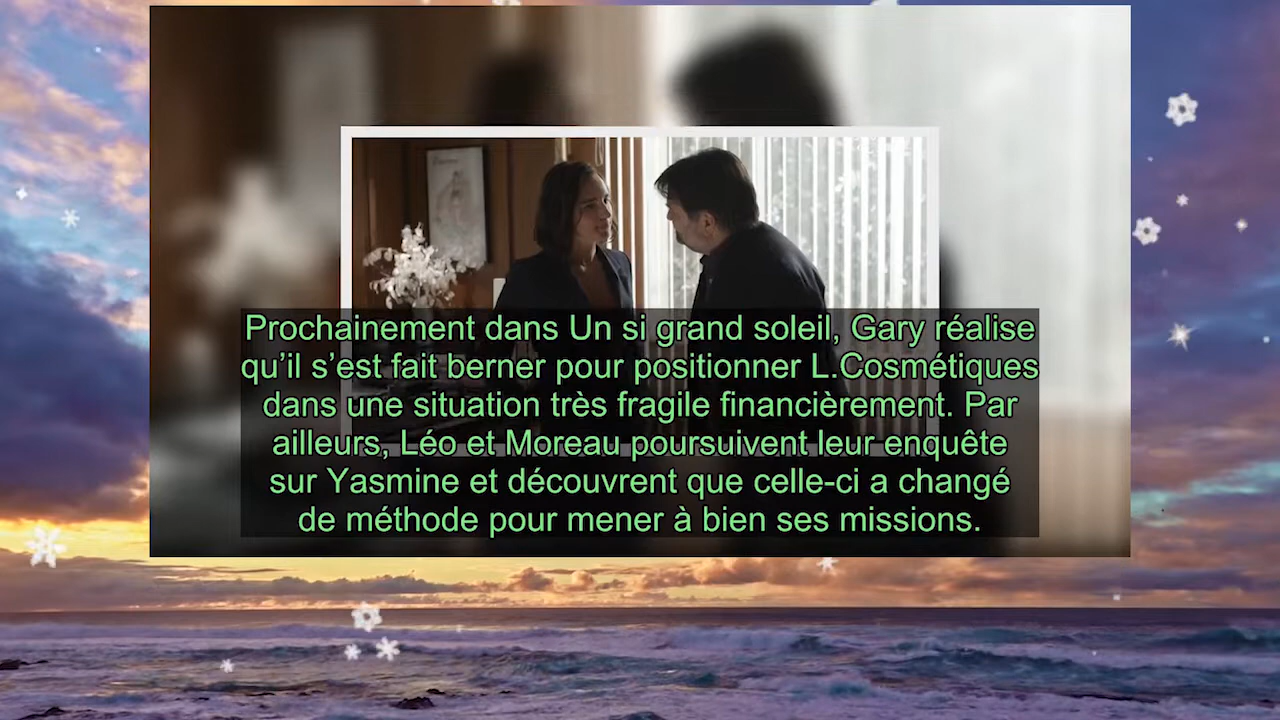 Prochainement dans Un si grand soleil, Gary réalise
qu’il s’est fait berner pour positionner L.Cosmétiques
dans une situation très fragile financièrement. Par
ailleurs, Léo et Moreau poursuivent leur enquête
sur Yasmine et découvrent que celle-ci a changé
de méthode pour mener à bien ses missions.